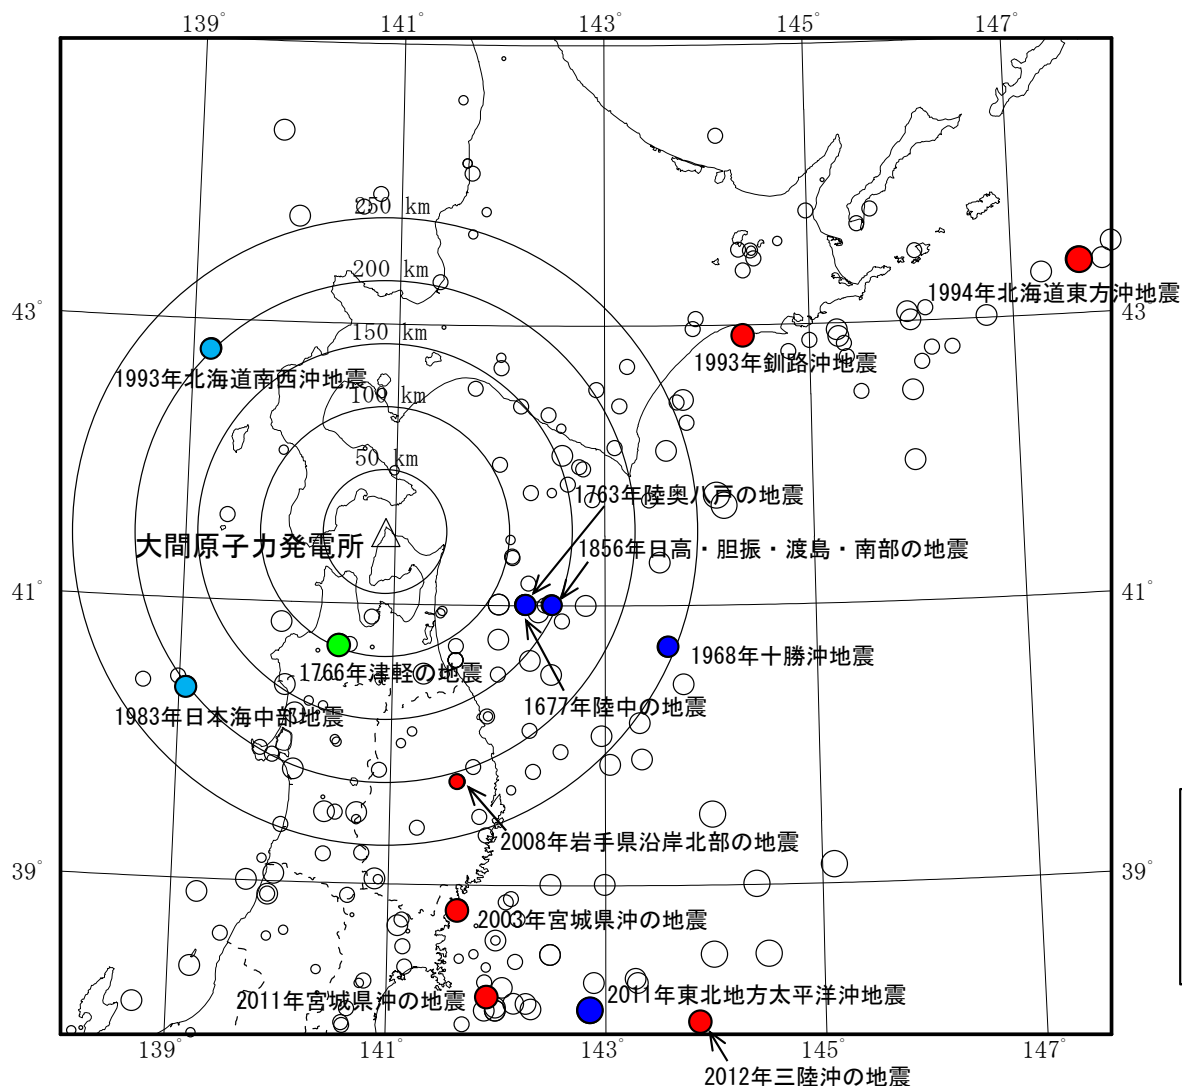 139°
141°
143°
145°
147°
250 km
200 km
150 km
100 km
50 km
43°
43°
41°
41°
39°
39°
1994年北海道東方沖地震
1993年釧路沖地震
1993年北海道南西沖地震
1763年陸奥八戸の地震
1856年日高・胆振・渡島・南部の地震
大間原子力発電所
1968年十勝沖地震
1766年津軽の地震
1677年陸中の地震
1983年日本海中部地震
2008年岩手県沿岸北部の地震
2003年宮城県沖の地震
2011年宮城県沖の地震
2011年東北地方太平洋沖地震
2012年三陸沖の地震
139°
141°
143°
145°
147°